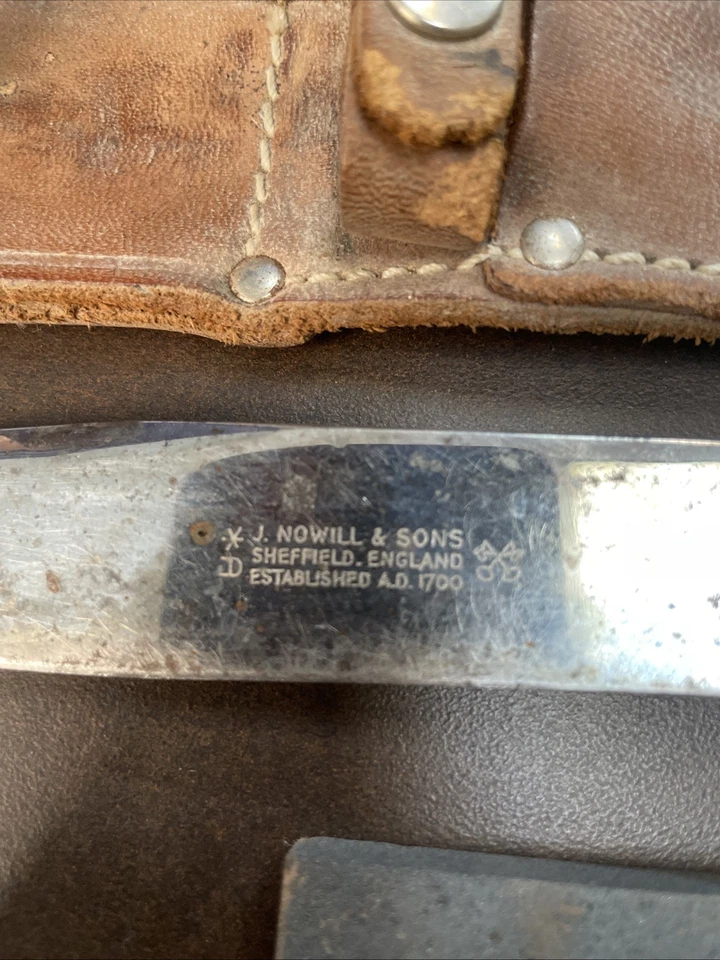 J. NOWILL & SONS
SHEFFIELD. ENGLAND
ESTABLISHED A.D. 1700
D